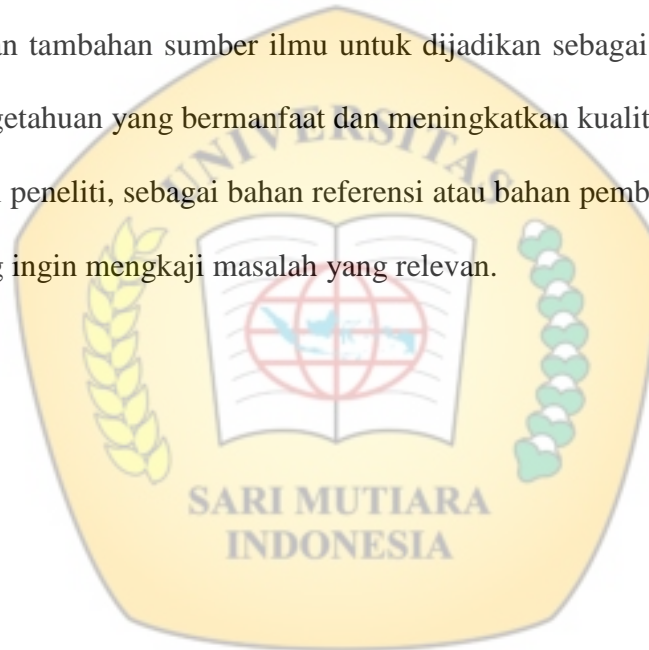 an tambahan sumber ilmu untuk dijadikan sebagai
getahuan yang bermanfaat dan meningkatkan kualit
peneliti, sebagai bahan referensi atau bahan pemb
g ingin mengkaji masalah yang relevan.
UNIVERSITAS
SARI MUTIARA
INDONESIA